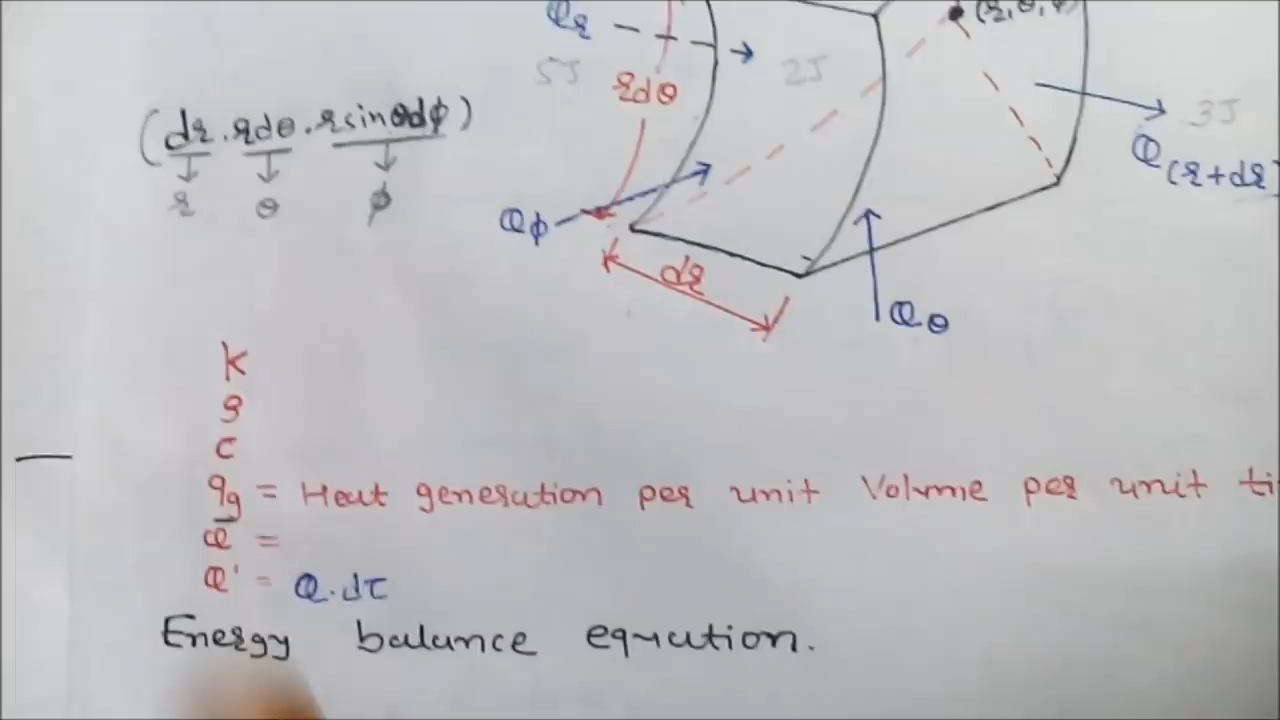 (r, θ, φ)
Qr
5J
2J
rdθ
3J
Q(r+dr)
(dr.rdθ.rsinθdφ)
r θ φ
Qφ
dr
Qθ
K
ρ
C
qg = Heat generation per unit Volume per unit ti
Q =
Q' = Q.dτ
Energy balance equation.